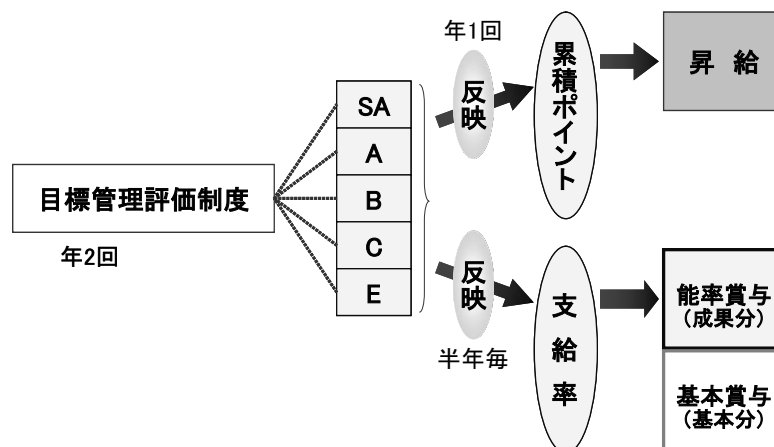 目標管理評価制度
年2回
SA
A
B
C
E
年1回
反映
累積ポイント
昇 給
反映
半年毎
支給率
能率賞与
(成果分)
基本賞与
(基本分)